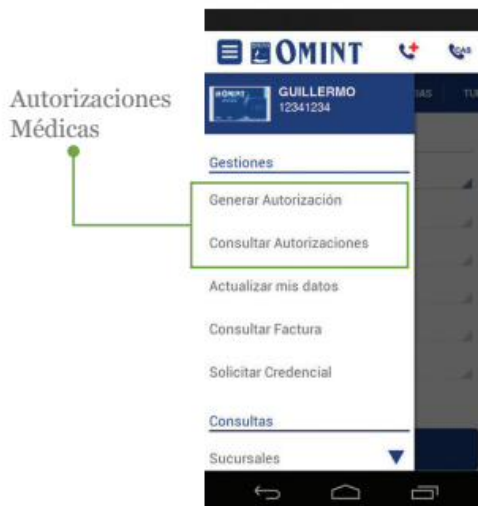 OMINT
CAS
Autorizaciones
Médicas
GUILLERMO
12341234
Gestiones
Generar Autorización
Consultar Autorizaciones
Actualizar mis datos
Consultar Factura
Solicitar Credencial
Consultas
Sucursales